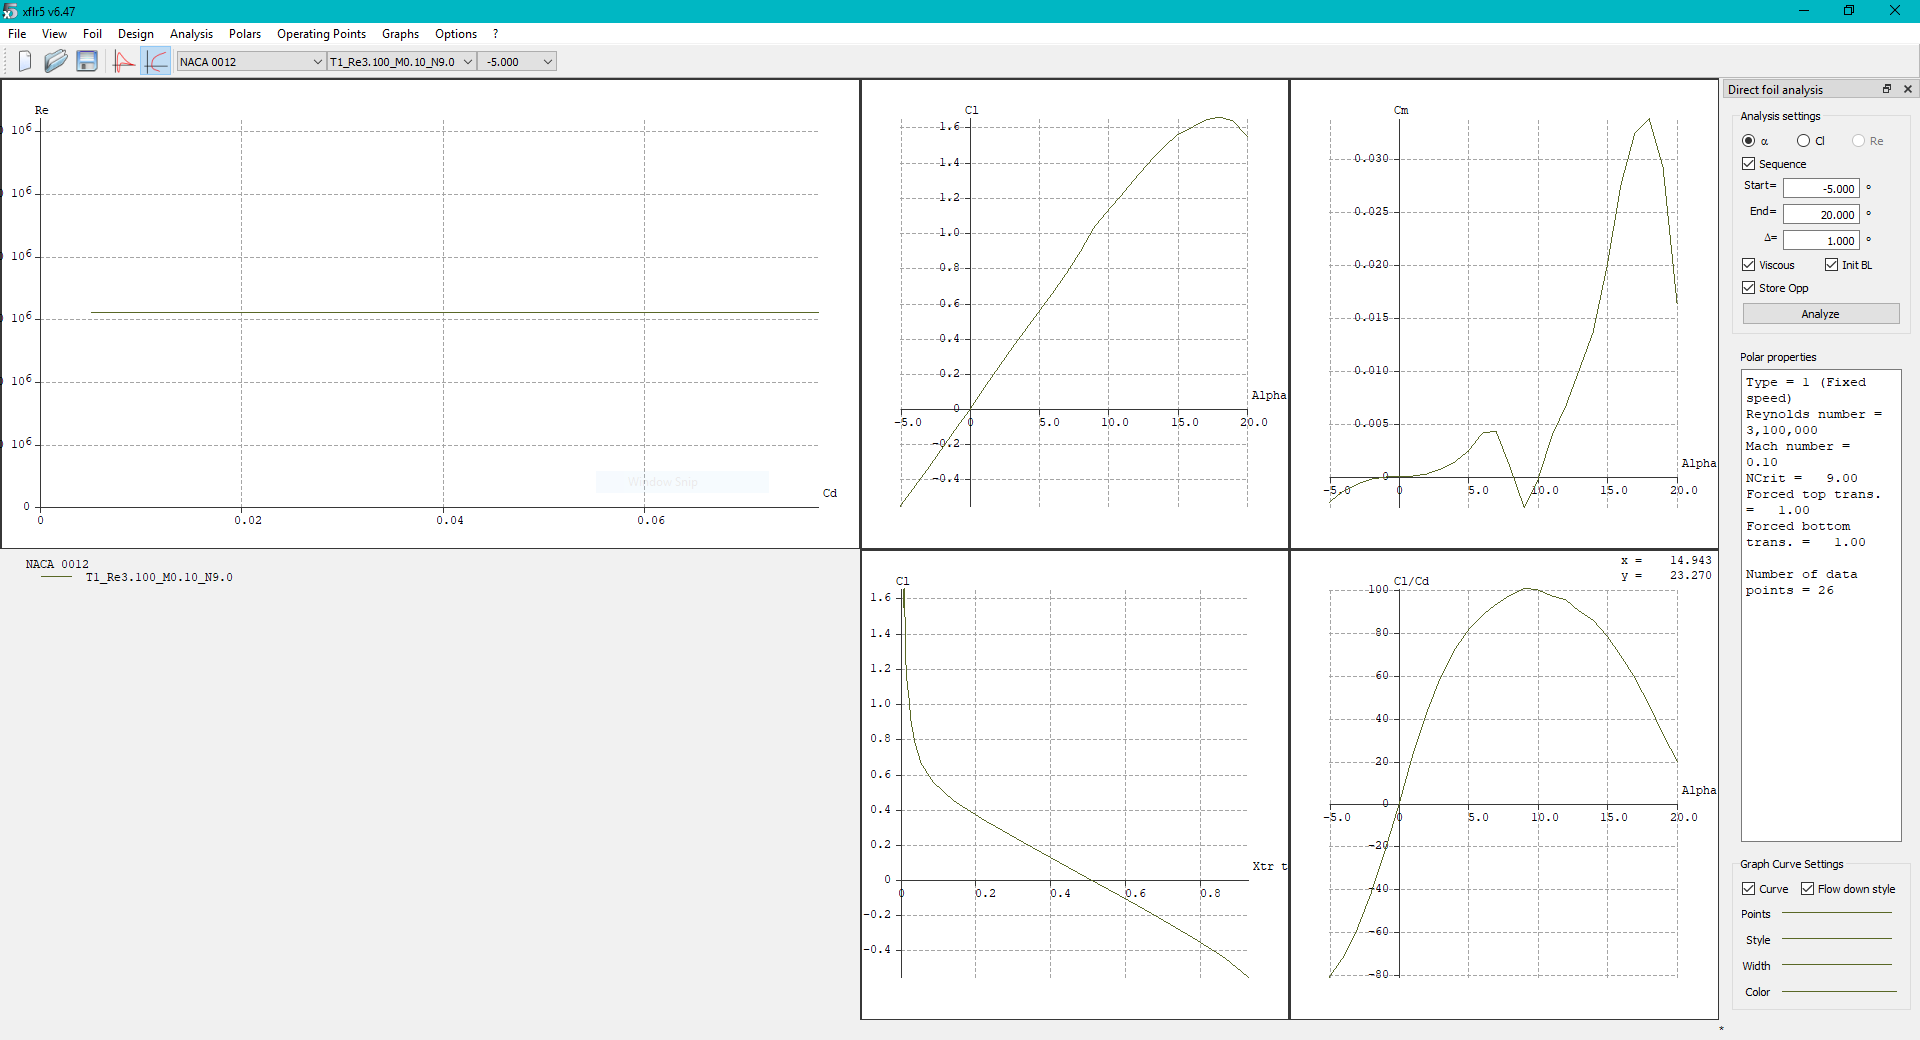 xflr5 v6.47
File View Foil Design Analysis Polars Operating Points Graphs Options ?
NACA 0012 T1_Re3.100_M0.10_N9.0 -5.000
Re
0 10^6
0 10^6
0 10^6
0 10^6
0 10^6
0 10^6
0
0 0.02 0.04 0.06
Cd
Window Snip
Cl
1.6
1.4
1.2
1.0
0.8
0.6
0.4
0.2
0
-0.2
-0.4
-5.0 0 5.0 10.0 15.0 20.0
Alpha
Cm
0.030
0.025
0.020
0.015
0.010
0.005
0
-5.0 0 5.0 10.0 15.0 20.0
Alpha
NACA 0012
T1_Re3.100_M0.10_N9.0
Cl
1.6
1.4
1.2
1.0
0.8
0.6
0.4
0.2
0
-0.2
-0.4
0 0.2 0.4 0.6 0.8
Xtr t
x = 14.943
y = 23.270
Cl/Cd
100
80
60
40
20
0
-20
-40
-60
-80
-5.0 0 5.0 10.0 15.0 20.0
Alpha
Direct foil analysis
Analysis settings
α Cl Re
Sequence
Start= -5.000 °
End= 20.000 °
Δ= 1.000 °
Viscous Init BL
Store Opp
Analyze
Polar properties
Type = 1 (Fixed
speed)
Reynolds number =
3,100,000
Mach number =
0.10
NCrit = 9.00
Forced top trans.
= 1.00
Forced bottom
trans. = 1.00
Number of data
points = 26
Graph Curve Settings
Curve Flow down style
Points
Style
Width
Color
*